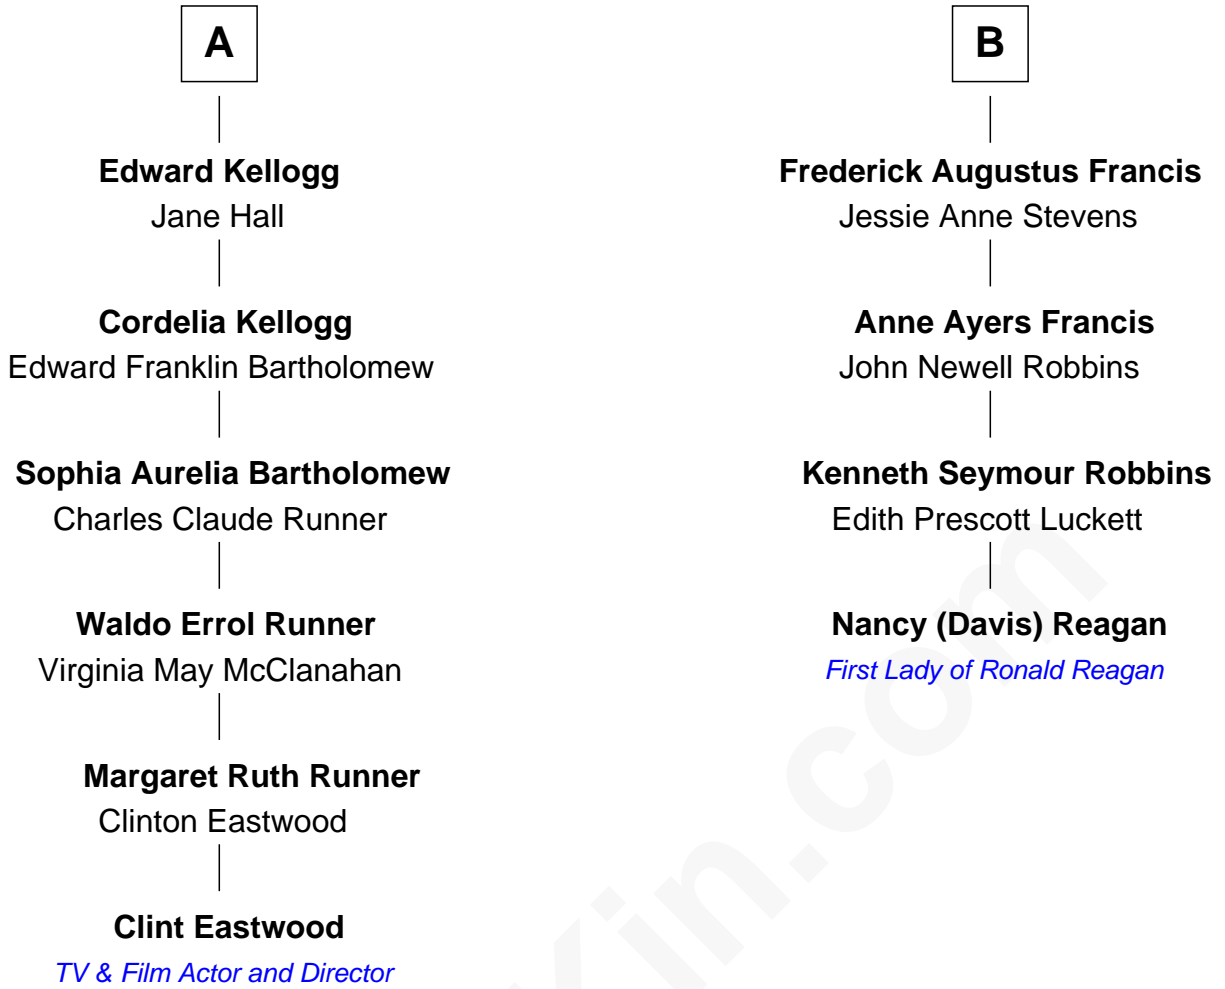 A
Edward Kellogg
Jane Hall
Cordelia Kellogg
Edward Franklin Bartholomew
Sophia Aurelia Bartholomew
Charles Claude Runner
Waldo Errol Runner
Virginia May McClanahan
Margaret Ruth Runner
Clinton Eastwood
Clint Eastwood
TV & Film Actor and Director
B
Frederick Augustus Francis
Jessie Anne Stevens
Anne Ayers Francis
John Newell Robbins
Kenneth Seymour Robbins
Edith Prescott Luckett
Nancy (Davis) Reagan
First Lady of Ronald Reagan
Kin.com